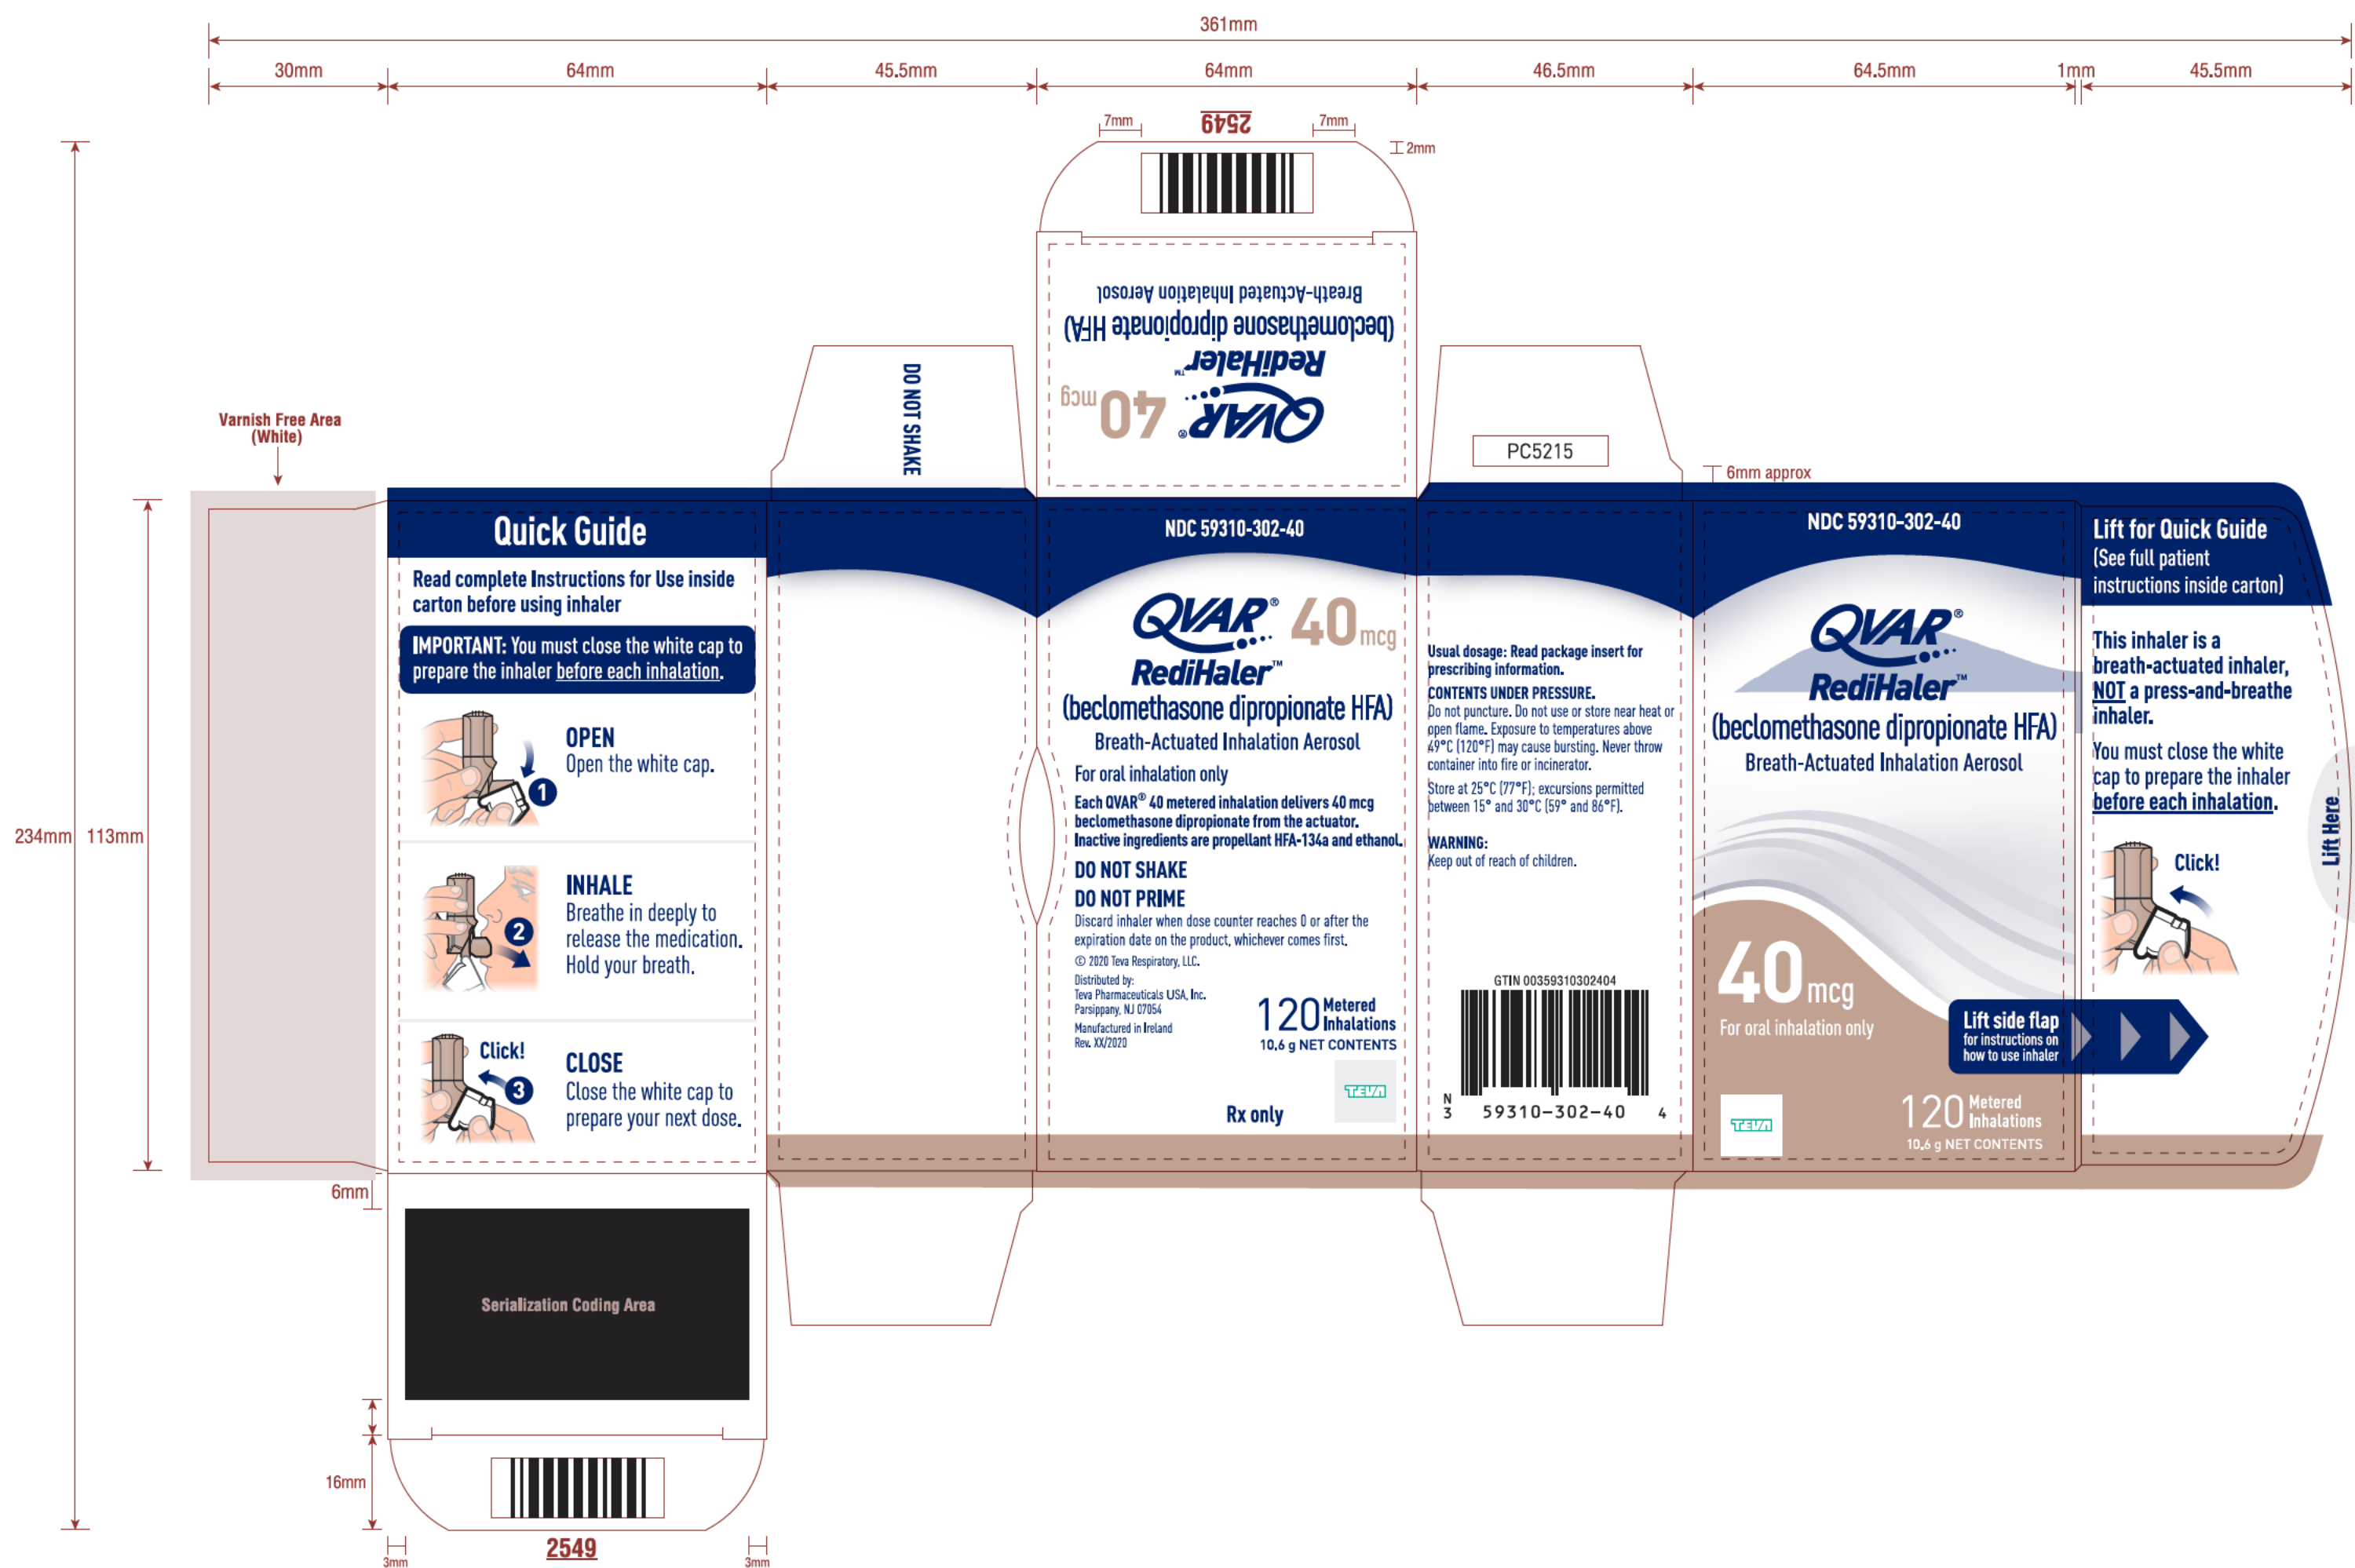 361mm
30mm
64mm
45.5mm
64mm
46.5mm
64.5mm
1mm
45.5mm
7mm
2549
7mm
2mm
Breath-Actuated Inhalation Aerosol
(beclomethasone dipropionate HFA)
RediHaler™
QVAR® 40 mcg
DO NOT SHAKE
PC5215
6mm approx
Varnish Free Area
(White)
234mm
113mm
Quick Guide
Read complete Instructions for Use inside
carton before using inhaler
IMPORTANT: You must close the white cap to
prepare the inhaler before each inhalation.
1
OPEN
Open the white cap.
2
INHALE
Breathe in deeply to
release the medication.
Hold your breath.
Click!
3
CLOSE
Close the white cap to
prepare your next dose.
6mm
Serialization Coding Area
16mm
3mm
2549
3mm
NDC 59310-302-40
QVAR® 40 mcg
RediHaler™
(beclomethasone dipropionate HFA)
Breath-Actuated Inhalation Aerosol
For oral inhalation only
Each QVAR® 40 metered inhalation delivers 40 mcg
beclomethasone dipropionate from the actuator.
Inactive ingredients are propellant HFA-134a and ethanol.
DO NOT SHAKE
DO NOT PRIME
Discard inhaler when dose counter reaches 0 or after the
expiration date on the product, whichever comes first.
© 2020 Teva Respiratory, LLC.
Distributed by:
Teva Pharmaceuticals USA, Inc.
Parsippany, NJ 07054
Manufactured in Ireland
Rev. XX/2020
120 Metered
Inhalations
10.6 g NET CONTENTS
TEVA
Rx only
Usual dosage: Read package insert for
prescribing information.
CONTENTS UNDER PRESSURE.
Do not puncture. Do not use or store near heat or
open flame. Exposure to temperatures above
49°C (120°F) may cause bursting. Never throw
container into fire or incinerator.
Store at 25°C (77°F); excursions permitted
between 15° and 30°C (59° and 86°F).
WARNING:
Keep out of reach of children.
GTIN 00359310302404
N
3 59310-302-40 4
NDC 59310-302-40
QVAR®
RediHaler™
(beclomethasone dipropionate HFA)
Breath-Actuated Inhalation Aerosol
40 mcg
For oral inhalation only
Lift side flap
for instructions on
how to use inhaler
TEVA
120 Metered
Inhalations
10.6 g NET CONTENTS
Lift for Quick Guide
(See full patient
instructions inside carton)
This inhaler is a
breath-actuated inhaler,
NOT a press-and-breathe
inhaler.
You must close the white
cap to prepare the inhaler
before each inhalation.
Click!
Lift Here